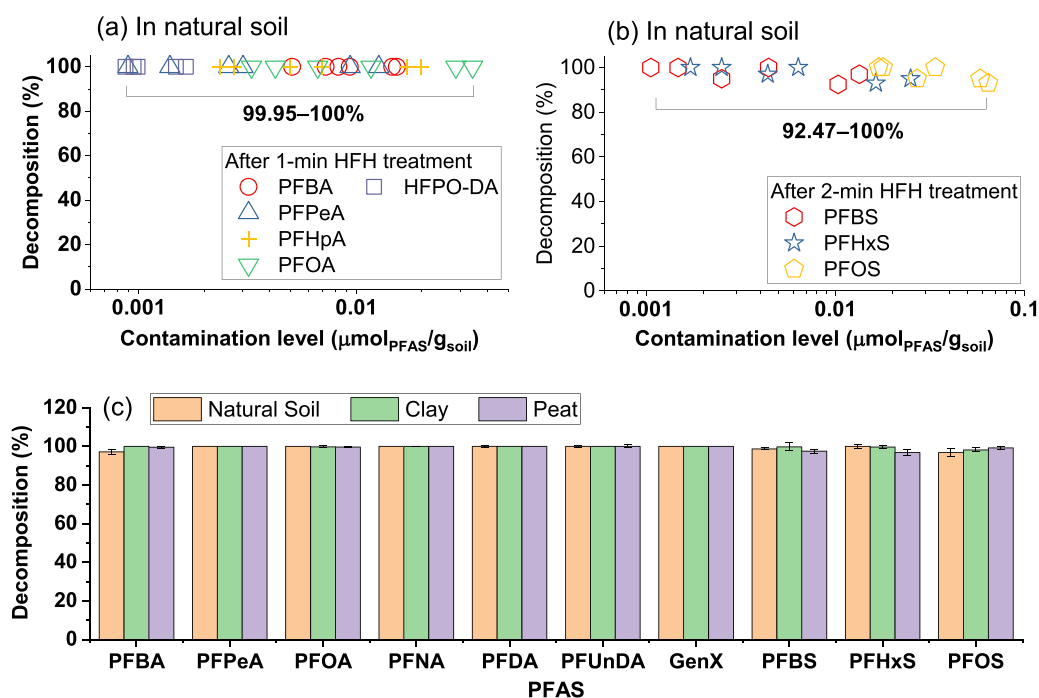 (a) In natural soil
Decomposition (%)
100
80
60
40
20
0
99.95–100%
After 1-min HFH treatment
PFBA HFPO-DA
PFPeA
PFHpA
PFOA
0.001 0.01
Contamination level (μmolPFAS/gsoil)
(b) In natural soil
Decomposition (%)
100
80
60
40
20
0
92.47–100%
After 2-min HFH treatment
PFBS
PFHxS
PFOS
0.001 0.01 0.1
Contamination level (μmolPFAS/gsoil)
(c)
Natural Soil Clay Peat
Decomposition (%)
120
100
80
60
40
20
0
PFBA PFPeA PFOA PFNA PFDA PFUnDA GenX PFBS PFHxS PFOS
PFAS